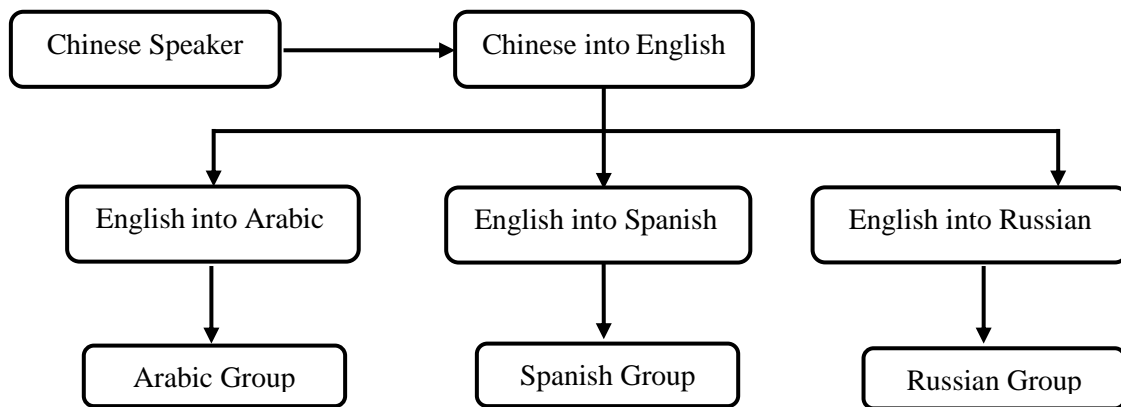 Chinese Speaker
Chinese into English
English into Arabic
English into Spanish
English into Russian
Arabic Group
Spanish Group
Russian Group